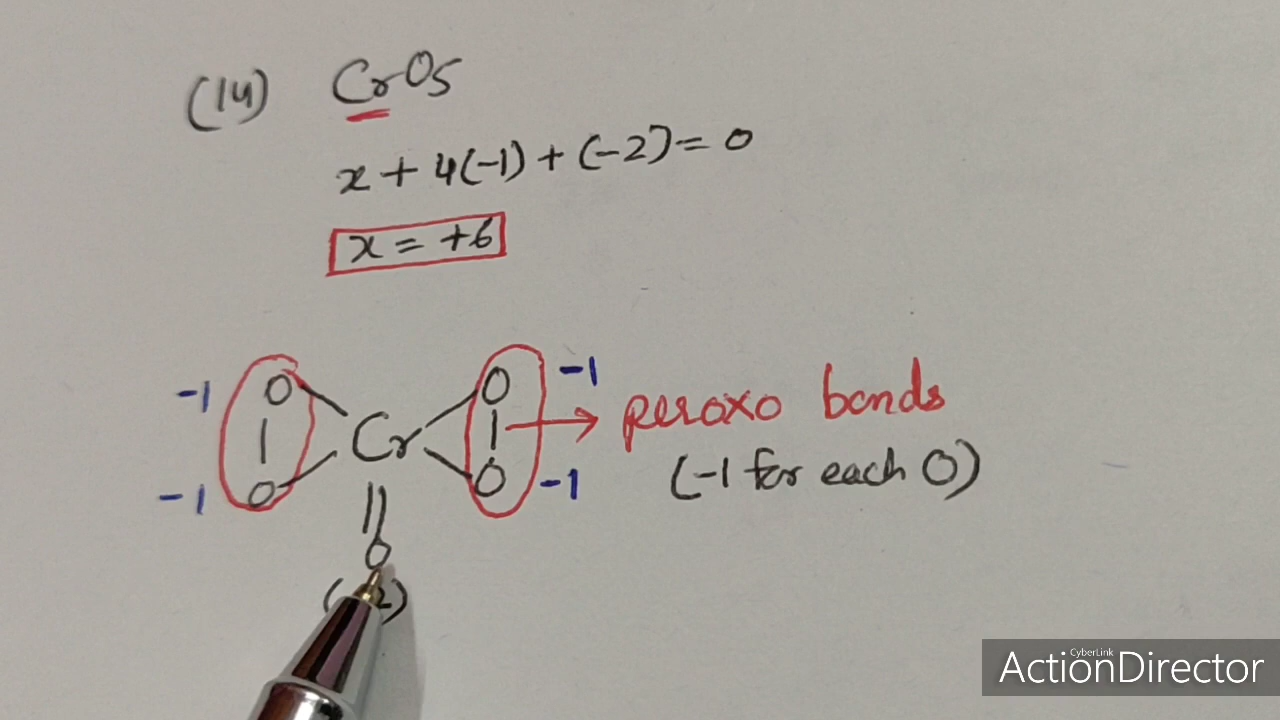 (14) CrO5
x + 4(-1) + (-2) = 0
x = +6
-1 O O -1
Cr → peroxo bonds
-1 O O -1 (-1 for each O)
O
CyberLink
ActionDirector